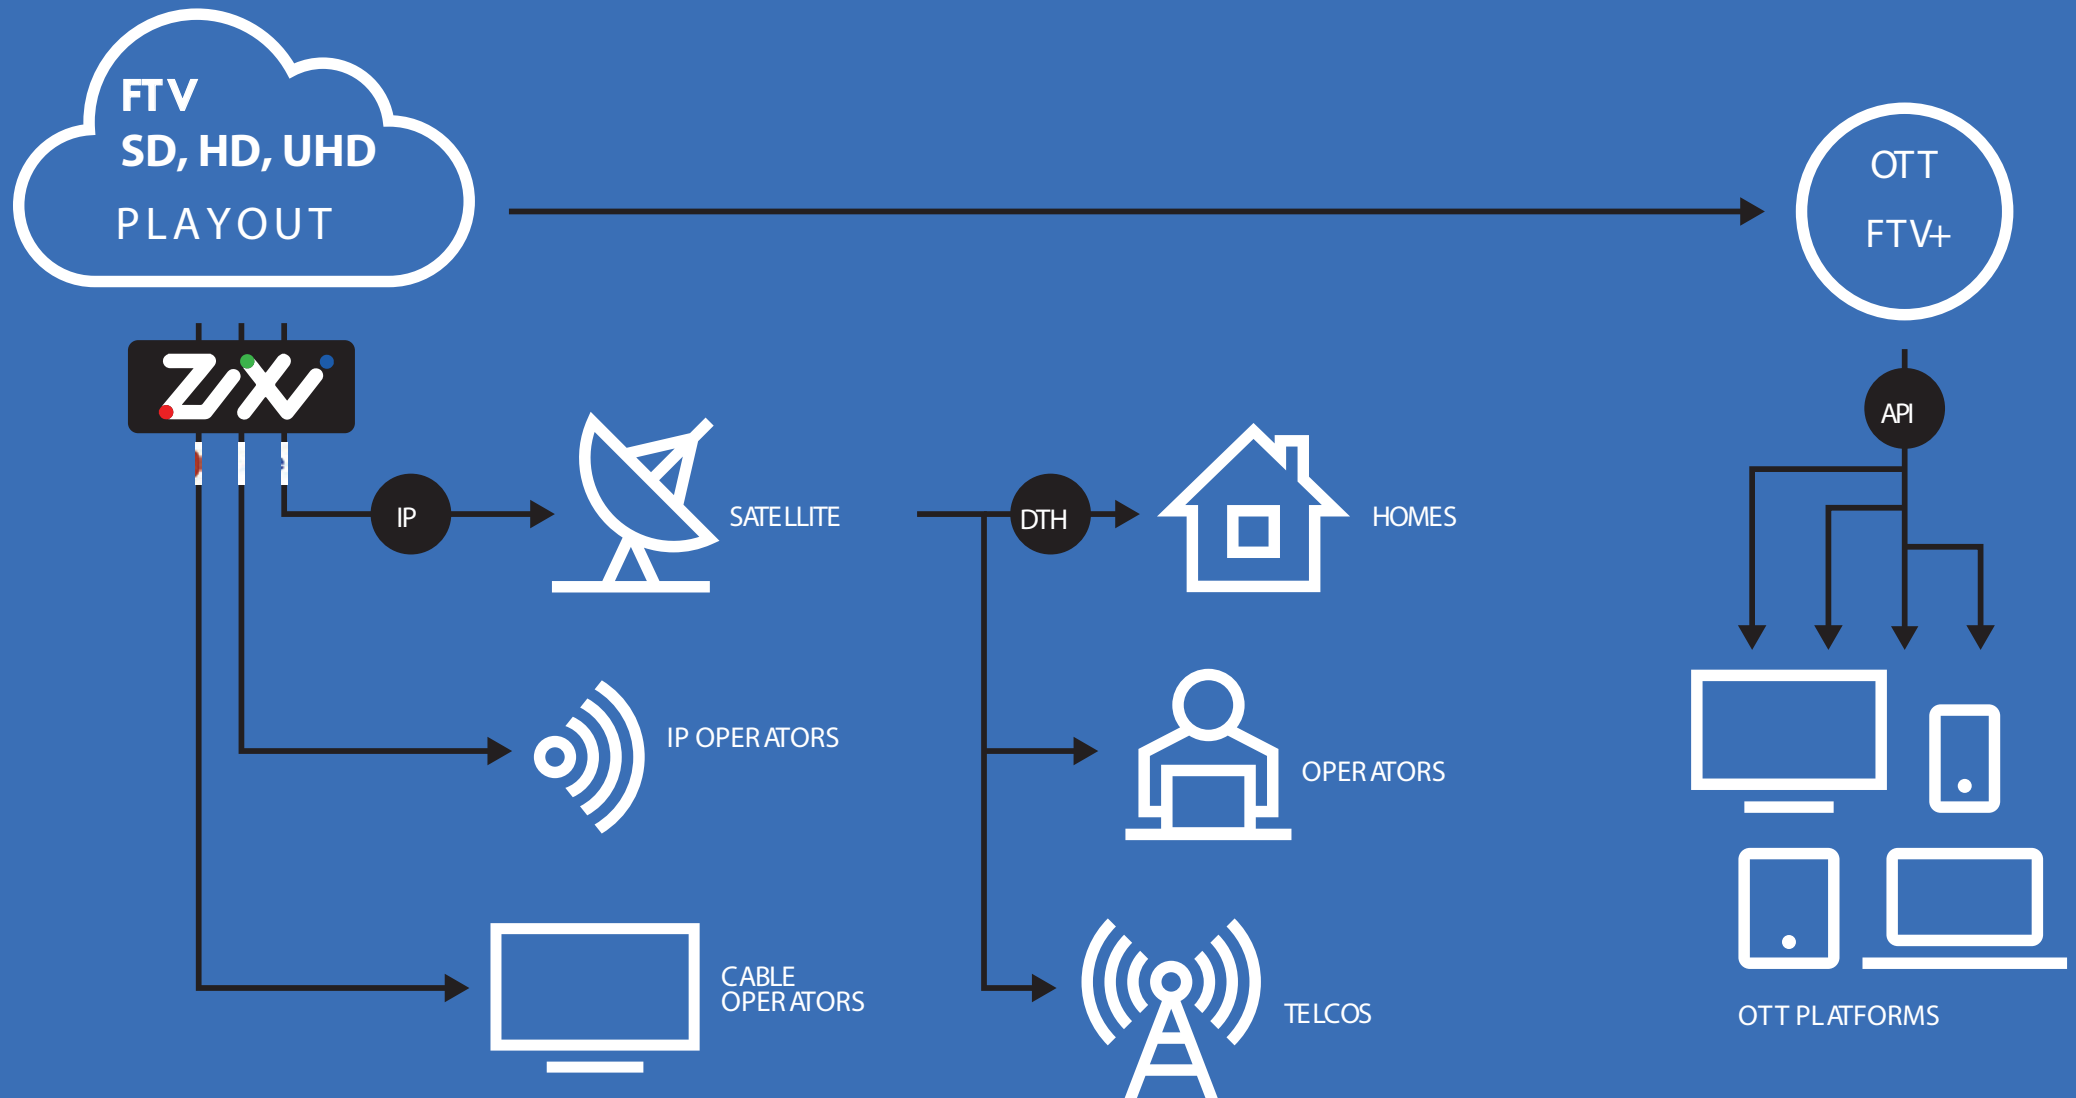 FTV
SD, HD, UHD
PLAYOUT
OTT
FTV+
ZiXi
API
IP
SATELLITE
DTH
HOMES
IP OPERATORS
OPERATORS
CABLE
OPERATORS
TELCOS
OTT PLATFORMS